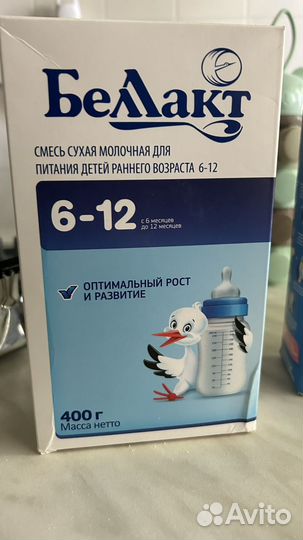 Беллакт
СМЕСЬ СУХАЯ МОЛОЧНАЯ ДЛЯ
ПИТАНИЯ ДЕТЕЙ РАННЕГО ВОЗРАСТА 6-12
6-12
с 6 месяцев
до 12 месяцев
ОПТИМАЛЬНЫЙ РОСТ
И РАЗВИТИЕ
400 г
Масса нетто
Avito